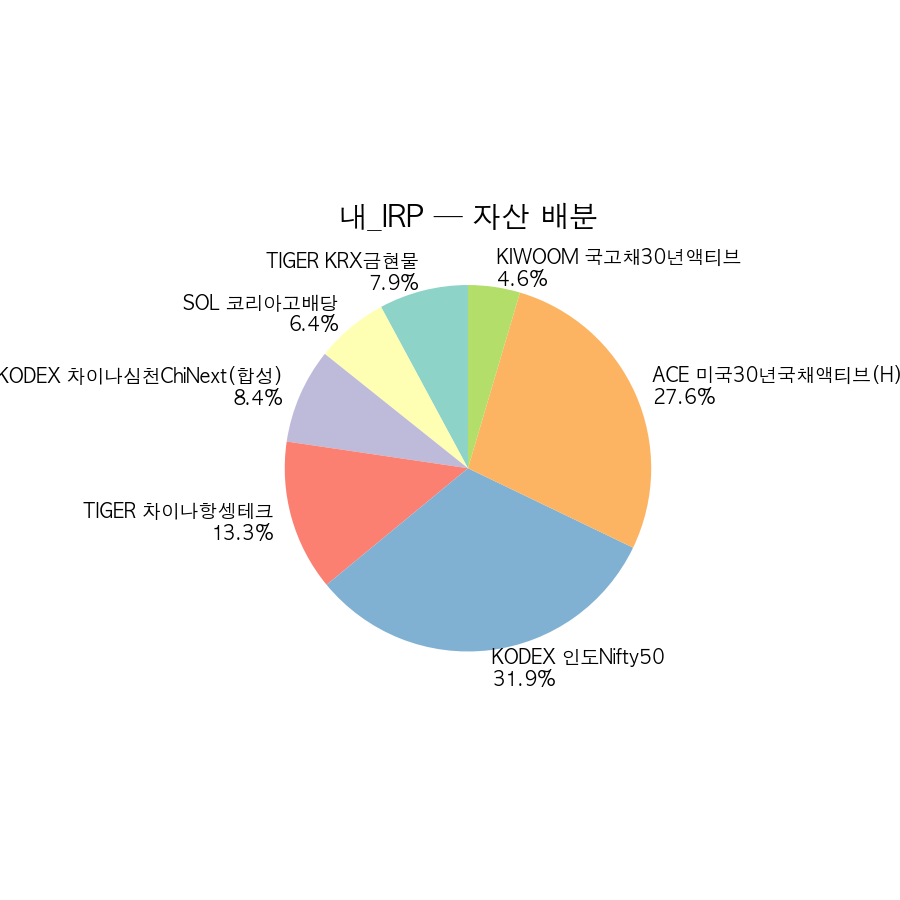 내_IRP — 자산 배분
KIWOOM 국고채30년액티브
4.6%
TIGER KRX금현물
7.9%
SOL 코리아고배당
6.4%
KODEX 차이나심천ChiNext(합성)
8.4%
ACE 미국30년국채액티브(H)
27.6%
TIGER 차이나항셍테크
13.3%
KODEX 인도Nifty50
31.9%